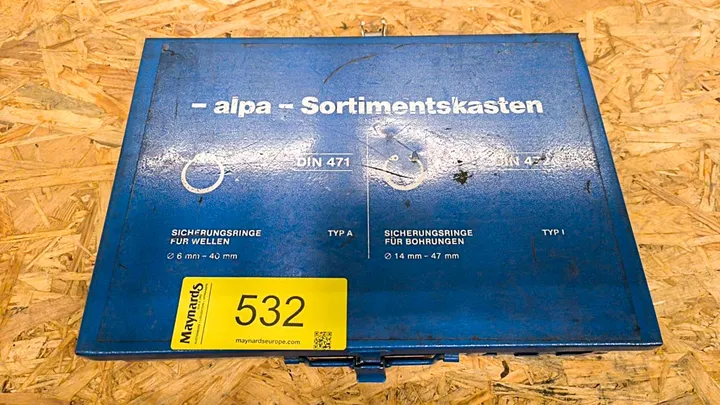 - alpa - Sortimentskasten
DIN 471
DIN
SICHERUNGSRINGE
FÜR WELLEN
TYP A
Ø 6 mm - 40 mm
SICHERUNGSRINGE
FÜR BOHRUNGEN
TYP I
Ø 14 mm - 47 mm
Maynards
532
maynardseurope.com